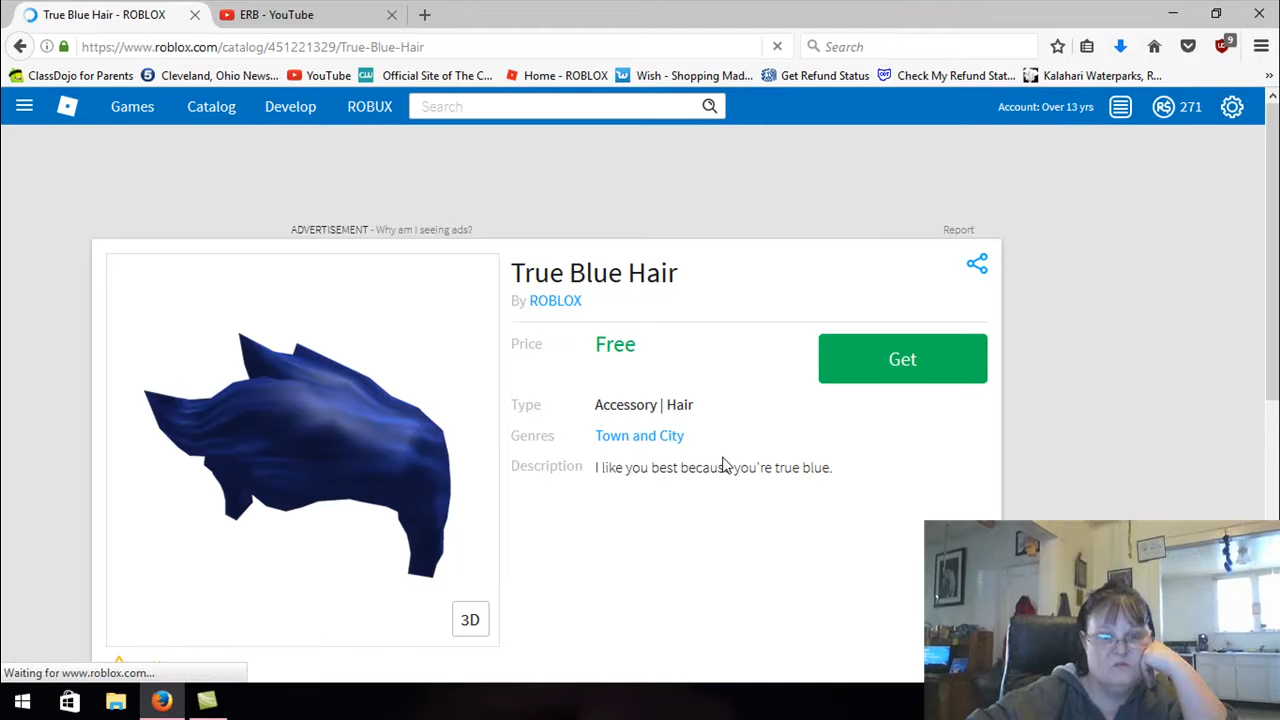 True Blue Hair - ROBLOX
ERB - YouTube
https://www.roblox.com/catalog/451221329/True-Blue-Hair
Search
9
ClassDojo for Parents
Cleveland, Ohio News...
YouTube
Official Site of The C...
Home - ROBLOX
Wish - Shopping Mad...
Get Refund Status
Check My Refund Stat...
Kalahari Waterparks, R...
Games
Catalog
Develop
ROBUX
Search
Account: Over 13 yrs
R$ 271
ADVERTISEMENT - Why am I seeing ads?
Report
True Blue Hair
By ROBLOX
Price
Free
Get
Type
Accessory | Hair
Genres
Town and City
Description
I like you best because you're true blue.
3D
Waiting for www.roblox.com...